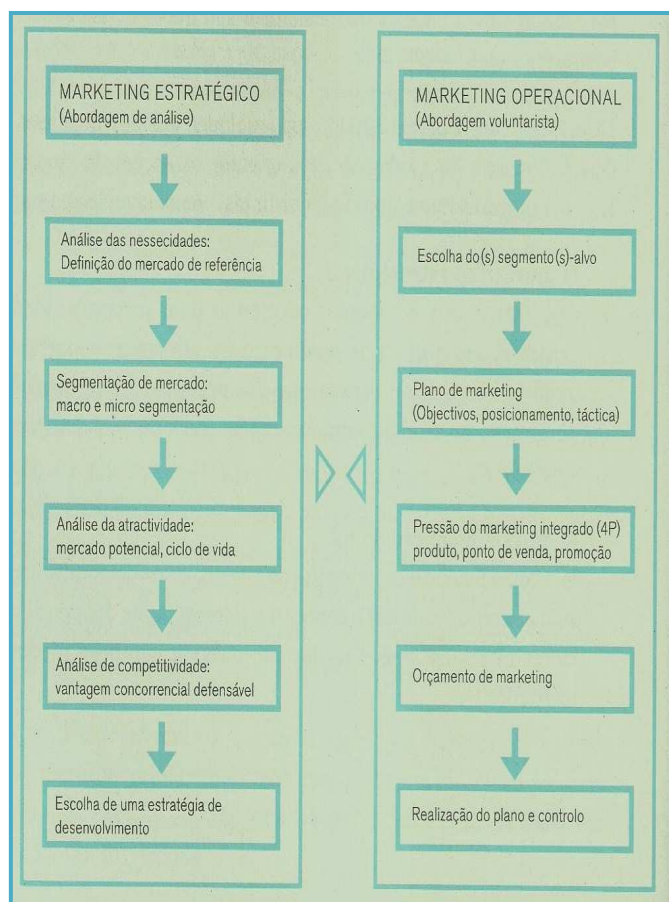 MARKETING ESTRATÉGICO
(Abordagem de análise)
Análise das nessecidades:
Definição do mercado de referência
Segmentação de mercado:
macro e micro segmentação
Análise da atractividade:
mercado potencial, ciclo de vida
Análise de competitividade:
vantagem concorrencial defensável
Escolha de uma estratégia de
desenvolvimento
MARKETING OPERACIONAL
(Abordagem voluntarista)
Escolha do(s) segmento(s)-alvo
Plano de marketing
(Objectivos, posicionamento, táctica)
Pressão do marketing integrado (4P)
produto, ponto de venda, promoção
Orçamento de marketing
Realização do plano e controlo